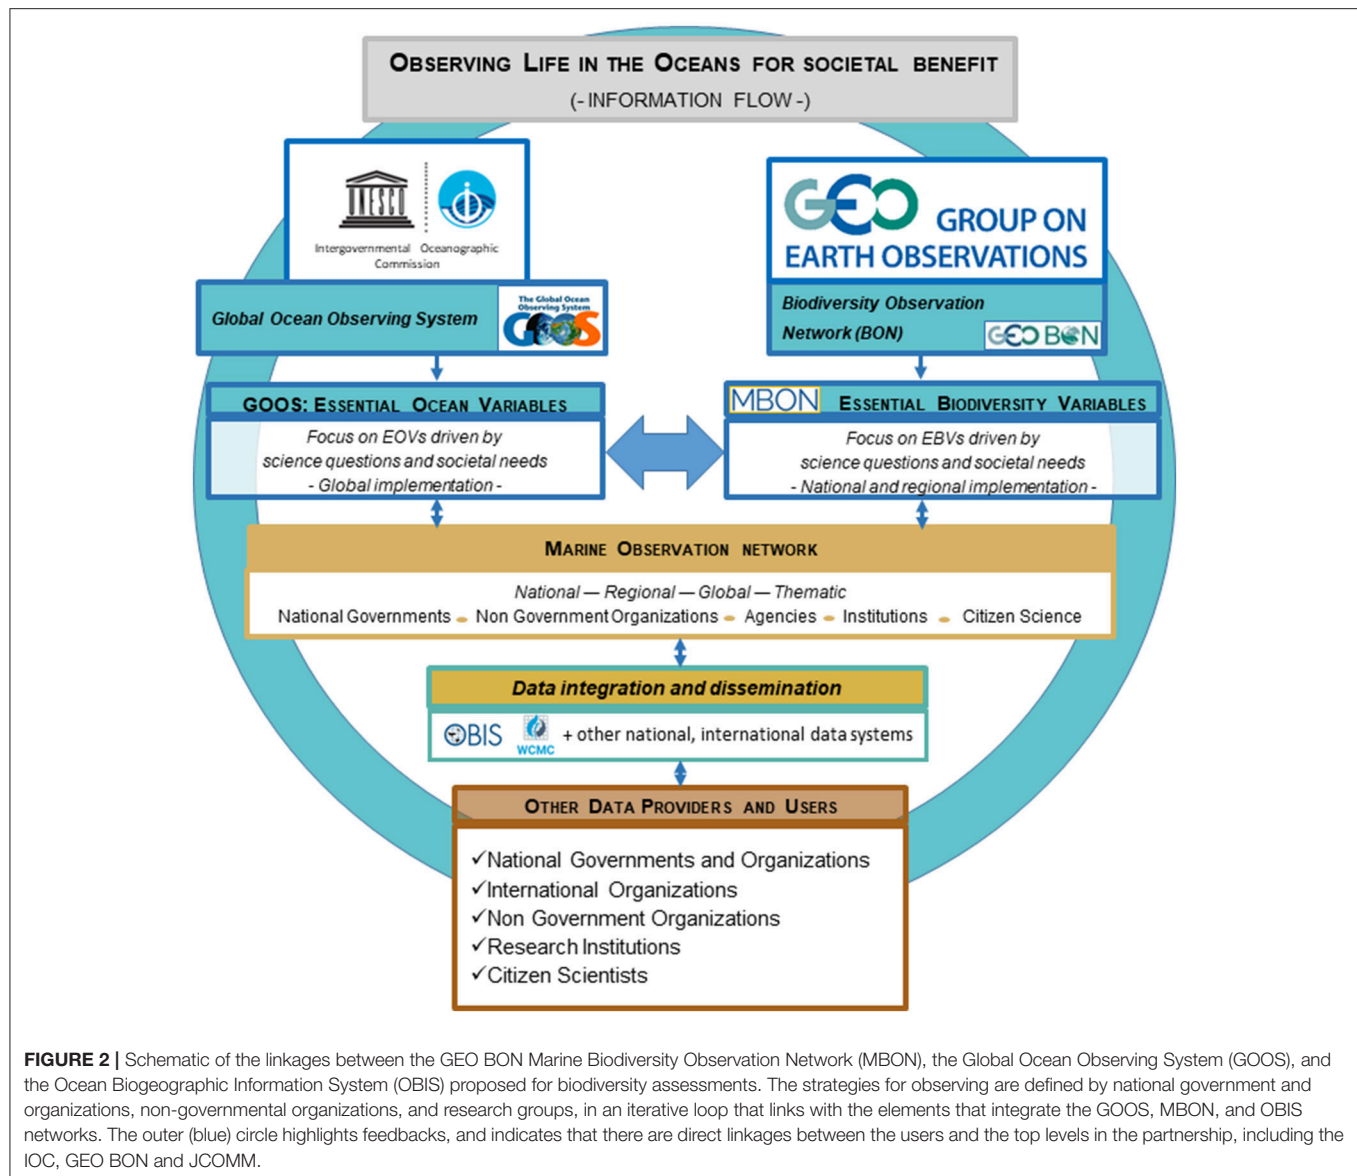 OBSERVING LIFE IN THE OCEANS FOR SOCIETAL BENEFIT
(- INFORMATION FLOW -)
UNESCO
Intergovernmental Oceanographic
Commission
GEO GROUP ON
EARTH OBSERVATIONS
Global Ocean Observing System
The Global Ocean
Observing System
GOOS
Biodiversity Observation
Network (BON)
GEO BON
GOOS: ESSENTIAL OCEAN VARIABLES
Focus on EOVs driven by
science questions and societal needs
- Global implementation -
MBON ESSENTIAL BIODIVERSITY VARIABLES
Focus on EBVs driven by
science questions and societal needs
- National and regional implementation -
MARINE OBSERVATION NETWORK
National — Regional — Global — Thematic
National Governments - Non Government Organizations - Agencies - Institutions - Citizen Science
Data integration and dissemination
OBIS WCMC + other national, international data systems
OTHER DATA PROVIDERS AND USERS
✓National Governments and Organizations
✓International Organizations
✓Non Government Organizations
✓Research Institutions
✓Citizen Scientists
FIGURE 2 | Schematic of the linkages between the GEO BON Marine Biodiversity Observation Network (MBON), the Global Ocean Observing System (GOOS), and
the Ocean Biogeographic Information System (OBIS) proposed for biodiversity assessments. The strategies for observing are defined by national government and
organizations, non-governmental organizations, and research groups, in an iterative loop that links with the elements that integrate the GOOS, MBON, and OBIS
networks. The outer (blue) circle highlights feedbacks, and indicates that there are direct linkages between the users and the top levels in the partnership, including the
IOC, GEO BON and JCOMM.